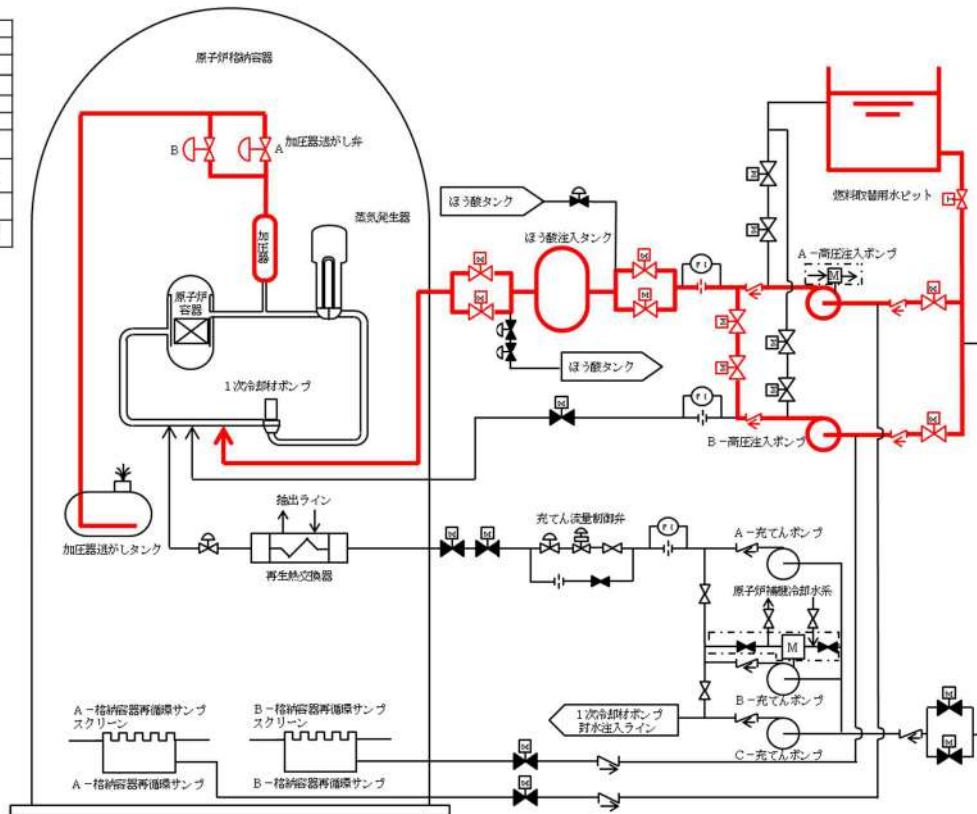 原子炉格納容器
B
A
加圧器逃がし弁
加圧器
蒸気発生器
原子炉
容器
1次冷却材ポンプ
加圧器逃がしタンク
ほう酸タンク
ほう酸注入タンク
ほう酸タンク
燃料取替用水ピット
A-高圧注入ポンプ
M
B-高圧注入ポンプ
抽出ライン
再生熱交換器
充てん流量制御弁
A-充てんポンプ
原子炉補機冷却水系
M
B-充てんポンプ
1次冷却材ポンプ
封水注入ライン
C-充てんポンプ
A-格納容器再循環サンプ
スクリーン
B-格納容器再循環サンプ
スクリーン
A-格納容器再循環サンプ
B-格納容器再循環サンプ